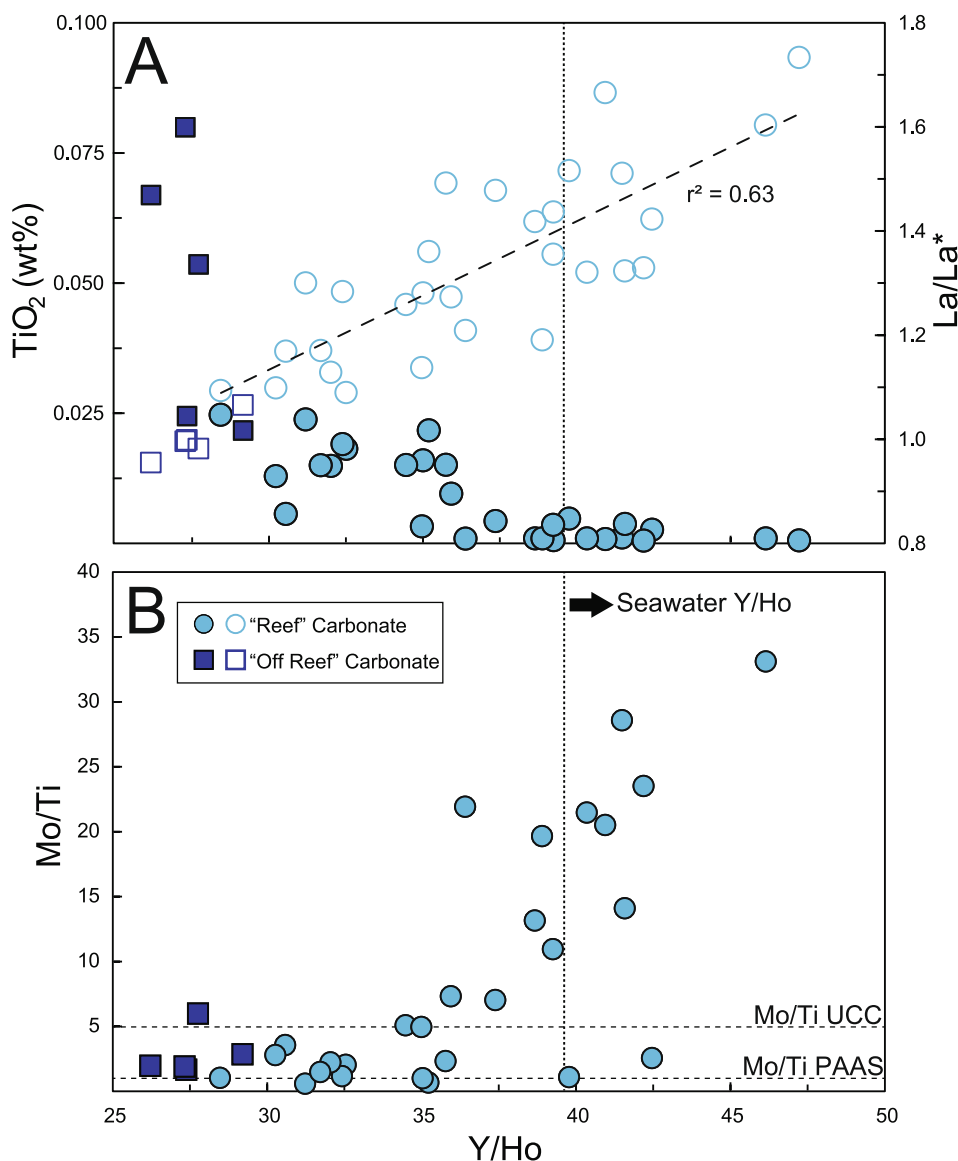 A
0.100
0.075
0.050
0.025
TiO₂ (wt%)
1.8
1.6
1.4
1.2
1.0
0.8
La/La*
r² = 0.63
B
40
35
30
25
20
15
10
5
Mo/Ti
Seawater Y/Ho
“Reef” Carbonate
“Off Reef” Carbonate
Mo/Ti UCC
Mo/Ti PAAS
25 30 35 40 45 50
Y/Ho